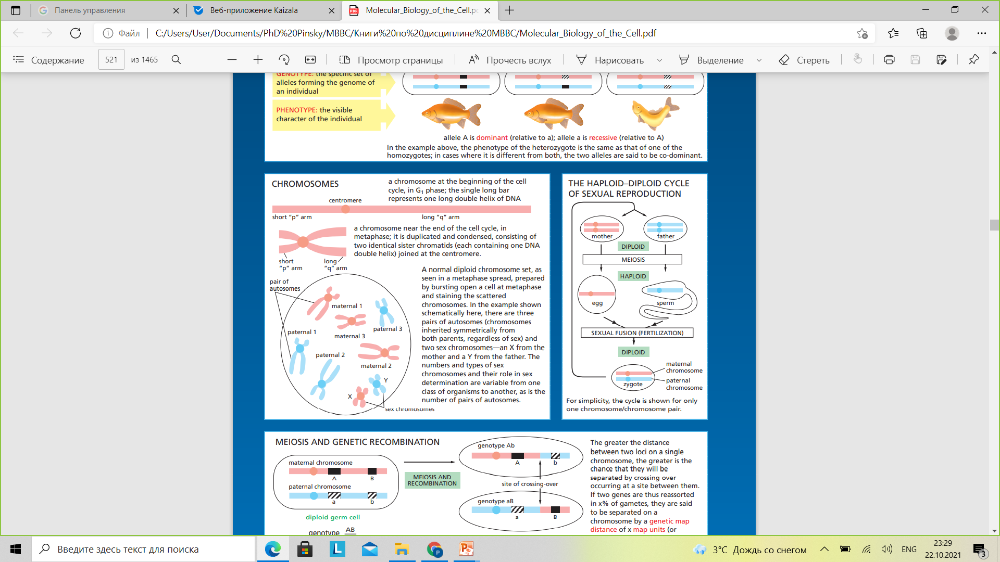 Панель управления
Веб-приложение Kaizala
Molecular_Biology_of_the_Cell.pd
Файл
C:/Users/User/Documents/PhD%20Pinsky/MBBC/Книги%20по%20дисциплине%20MBBC/Molecular_Biology_of_the_Cell.pdf
Содержание
521
из 1465
Просмотр страницы
Прочесть вслух
Нарисовать
Выделение
Стереть
GENOTYPE: the specific set of
alleles forming the genome of
an individual
PHENOTYPE: the visible
character of the individual
allele A is dominant (relative to a); allele a is recessive (relative to A)
In the example above, the phenotype of the heterozygote is the same as that of one of the
homozygotes; in cases where it is different from both, the two alleles are said to be co-dominant.
CHROMOSOMES
a chromosome at the beginning of the cell
cycle, in G1 phase; the single long bar
represents one long double helix of DNA
centromere
short “p” arm
long “q” arm
a chromosome near the end of the cell cycle, in
metaphase; it is duplicated and condensed, consisting of
two identical sister chromatids (each containing one DNA
double helix) joined at the centromere.
short
“p” arm
long
“q” arm
pair of
autosomes
maternal 1
paternal 3
paternal 1
maternal 3
paternal 2
maternal 2
Y
X
sex chromosomes
A normal diploid chromosome set, as
seen in a metaphase spread, prepared
by bursting open a cell at metaphase
and staining the scattered
chromosomes. In the example shown
schematically here, there are three
pairs of autosomes (chromosomes
inherited symmetrically from
both parents, regardless of sex) and
two sex chromosomes—an X from the
mother and a Y from the father. The
numbers and types of sex
chromosomes and their role in sex
determination are variable from one
class of organisms to another, as is the
number of pairs of autosomes.
THE HAPLOID–DIPLOID CYCLE
OF SEXUAL REPRODUCTION
mother
father
DIPLOID
MEIOSIS
HAPLOID
egg
sperm
SEXUAL FUSION (FERTILIZATION)
DIPLOID
maternal
chromosome
paternal
chromosome
zygote
For simplicity, the cycle is shown for only
one chromosome/chromosome pair.
MEIOSIS AND GENETIC RECOMBINATION
maternal chromosome
A
B
paternal chromosome
a
b
diploid germ cell
genotype AB
MEIOSIS AND
RECOMBINATION
genotype Ab
A
b
site of crossing-over
genotype aB
a
B
The greater the distance
between two loci on a single
chromosome, the greater is the
chance that they will be
separated by crossing over
occurring at a site between them.
If two genes are thus reassorted
in x% of gametes, they are said
to be separated on a
chromosome by a genetic map
distance of x map units (or
Введите здесь текст для поиска
L
P
3°C Дождь со снегом
ENG
23:29
22.10.2021
3